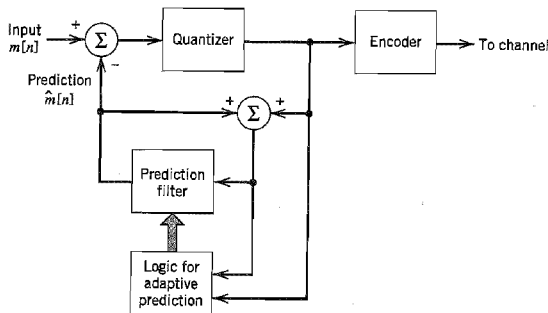 Input
m[n]
+
Σ
−
Quantizer
Encoder
To channel
Prediction
m̂[n]
+
Σ
+
Prediction
filter
Logic for
adaptive
prediction